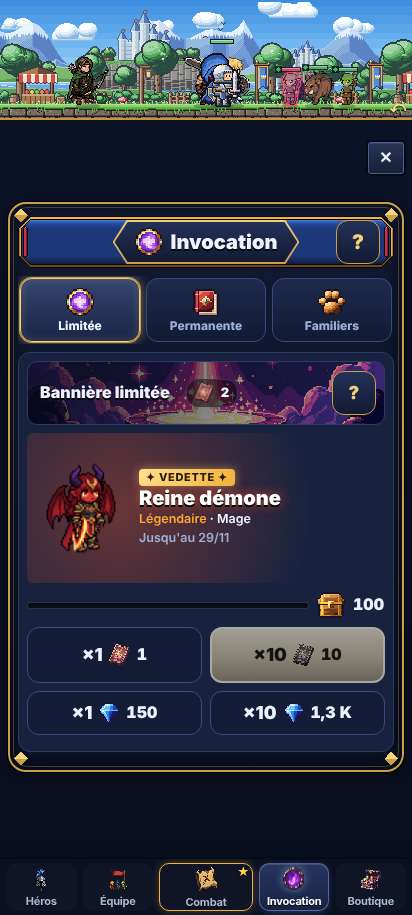 ×
Invocation
?
Limitée
Permanente
Familiers
Bannière limitée
2
?
✦ VEDETTE ✦
Reine démone
Légendaire · Mage
Jusqu'au 29/11
100
×1 1
×10 10
×1 150
×10 1,3 K
Héros
Équipe
Combat
Invocation
Boutique